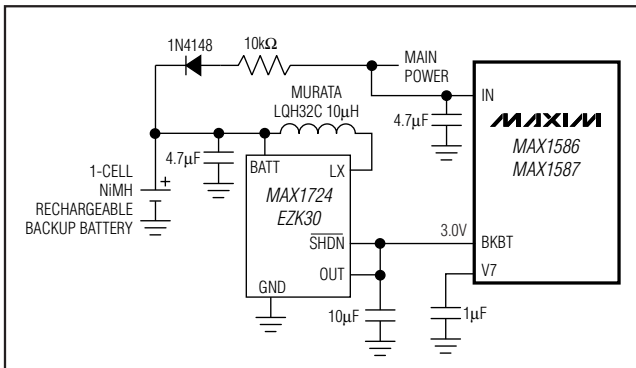 1N4148
10kΩ
MAIN
POWER
MURATA
LQH32C 10µH
4.7µF
BATT
LX
1-CELL
NiMH
RECHARGEABLE
BACKUP BATTERY
+
MAX1724
EZK30
SHDN
OUT
GND
10µF
4.7µF
IN
MAXIM
MAX1586
MAX1587
3.0V
BKBT
V7
1µF